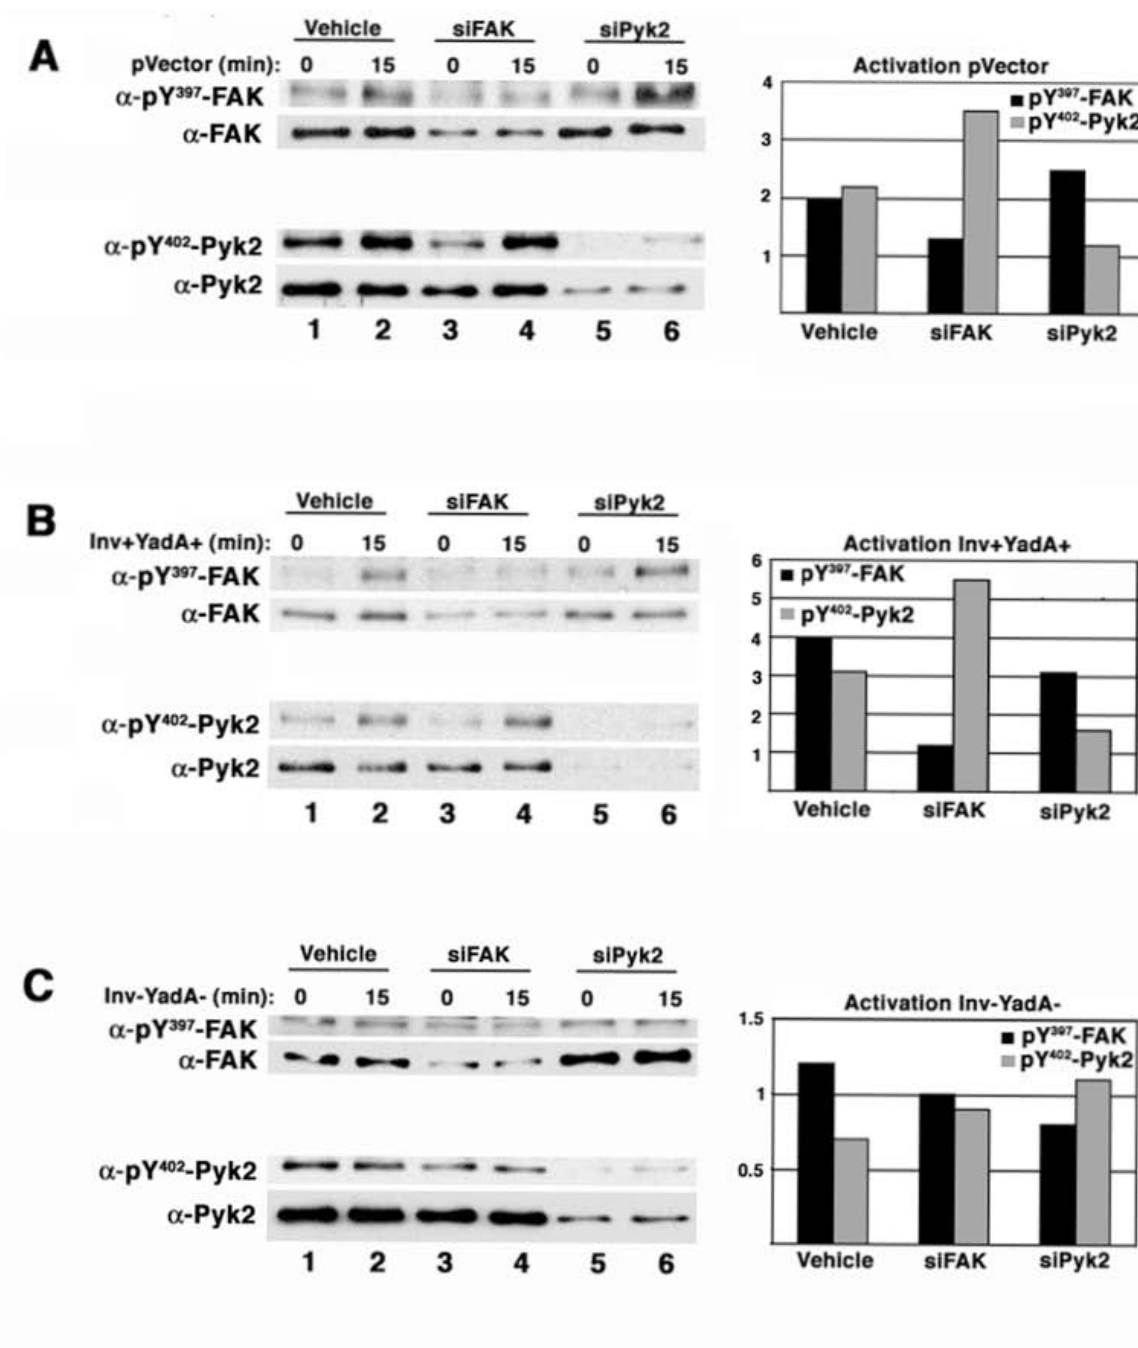 A
Vehicle siFAK siPyk2
pVector (min): 0 15 0 15 0 15
α-pY³⁹⁷-FAK
α-FAK
α-pY⁴⁰²-Pyk2
α-Pyk2
1 2 3 4 5 6
Activation pVector
4
3
2
1
pY³⁹⁷-FAK
pY⁴⁰²-Pyk2
Vehicle siFAK siPyk2
B
Vehicle siFAK siPyk2
Inv+YadA+ (min): 0 15 0 15 0 15
α-pY³⁹⁷-FAK
α-FAK
α-pY⁴⁰²-Pyk2
α-Pyk2
1 2 3 4 5 6
Activation Inv+YadA+
6
5
4
3
2
1
pY³⁹⁷-FAK
pY⁴⁰²-Pyk2
Vehicle siFAK siPyk2
C
Vehicle siFAK siPyk2
Inv-YadA- (min): 0 15 0 15 0 15
α-pY³⁹⁷-FAK
α-FAK
α-pY⁴⁰²-Pyk2
α-Pyk2
1 2 3 4 5 6
Activation Inv-YadA-
1.5
1
0.5
pY³⁹⁷-FAK
pY⁴⁰²-Pyk2
Vehicle siFAK siPyk2